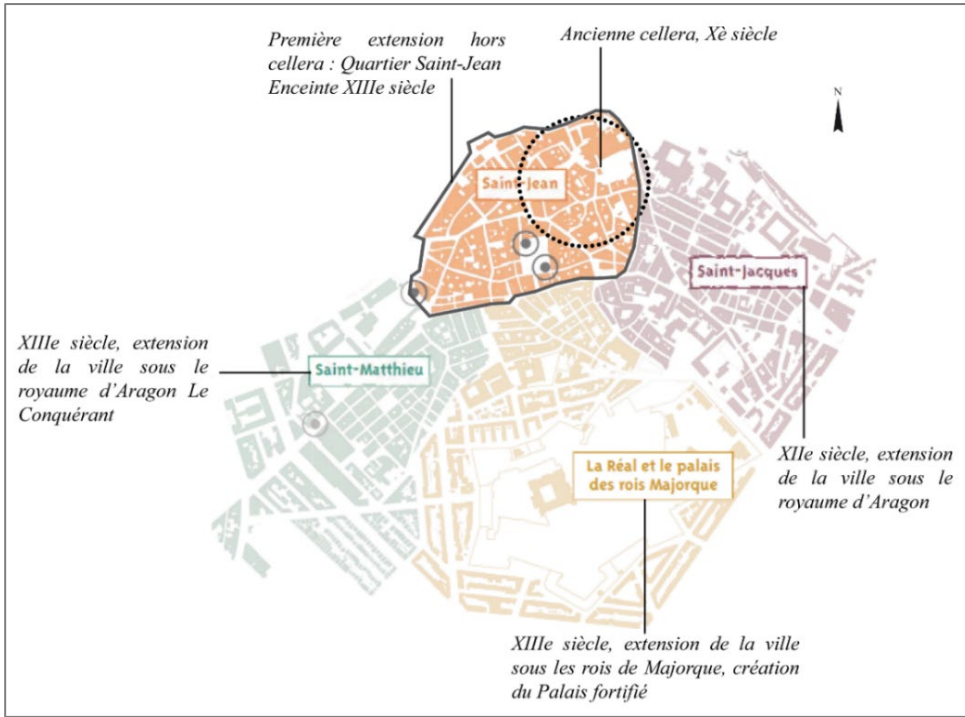 Première extension hors
cellera : Quartier Saint-Jean
Enceinte XIIIe siècle
Ancienne cellera, Xè siècle
N
Saint-Jean
Saint-Jacques
XIIIe siècle, extension
de la ville sous le
royaume d'Aragon Le
Conquérant
Saint-Matthieu
La Réal et le palais
des rois Majorque
XIIe siècle, extension
de la ville sous le
royaume d'Aragon
XIIIe siècle, extension de la ville
sous les rois de Majorque, création
du Palais fortifié